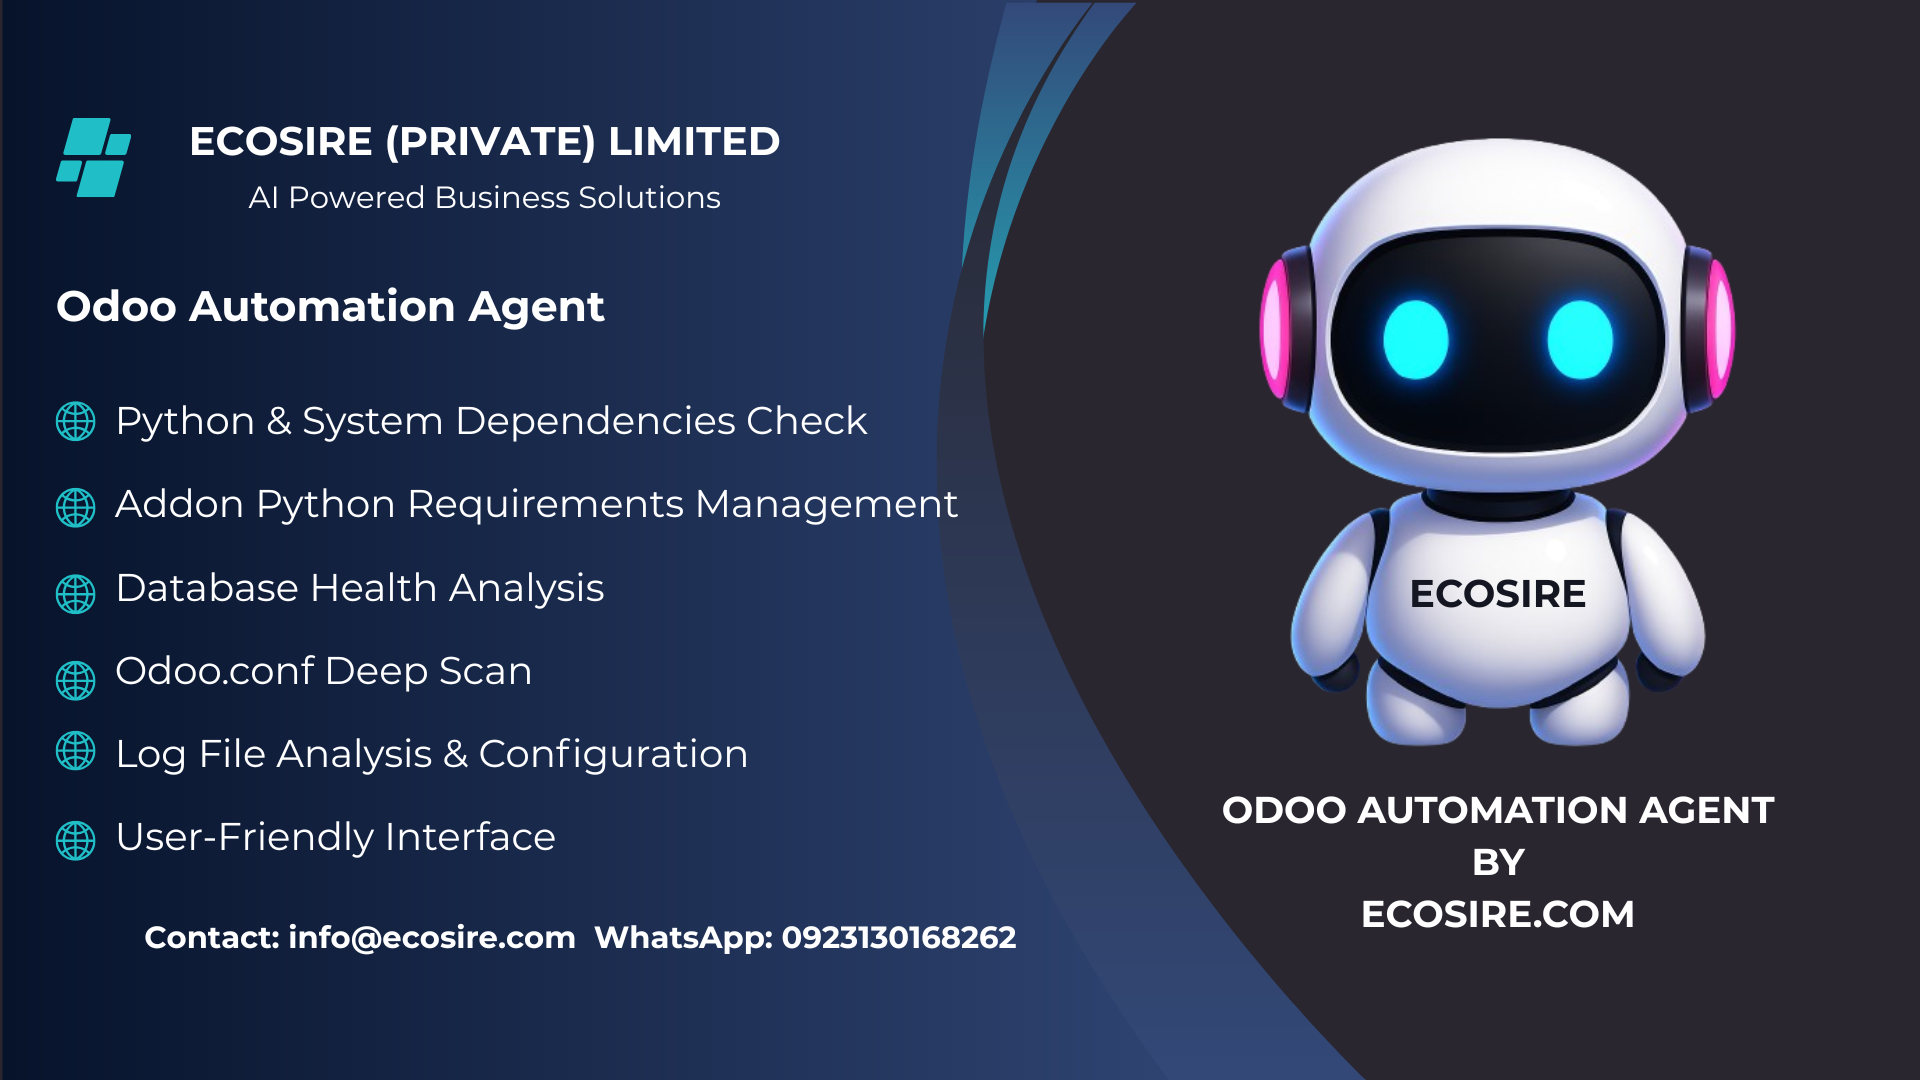 ECOSIRE (PRIVATE) LIMITED
AI Powered Business Solutions
Odoo Automation Agent
Python & System Dependencies Check
Addon Python Requirements Management
Database Health Analysis
Odoo.conf Deep Scan
Log File Analysis & Configuration
User-Friendly Interface
Contact: info@ecosire.com  WhatsApp: 0923130168262
ECOSIRE
ODOO AUTOMATION AGENT
BY
ECOSIRE.COM